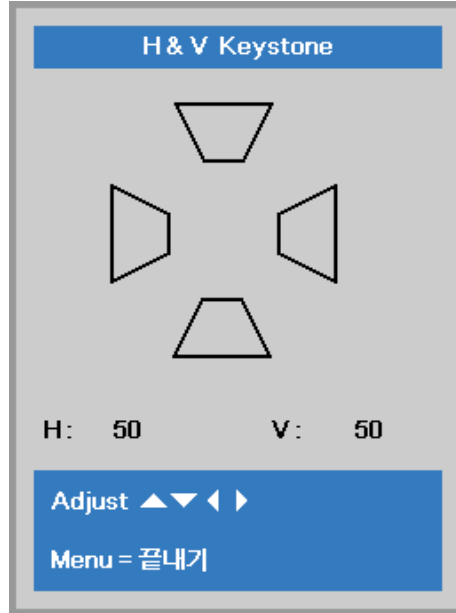 H & V Keystone
H: 50 V: 50
Adjust ▲▼◀▶
Menu = 끝내기